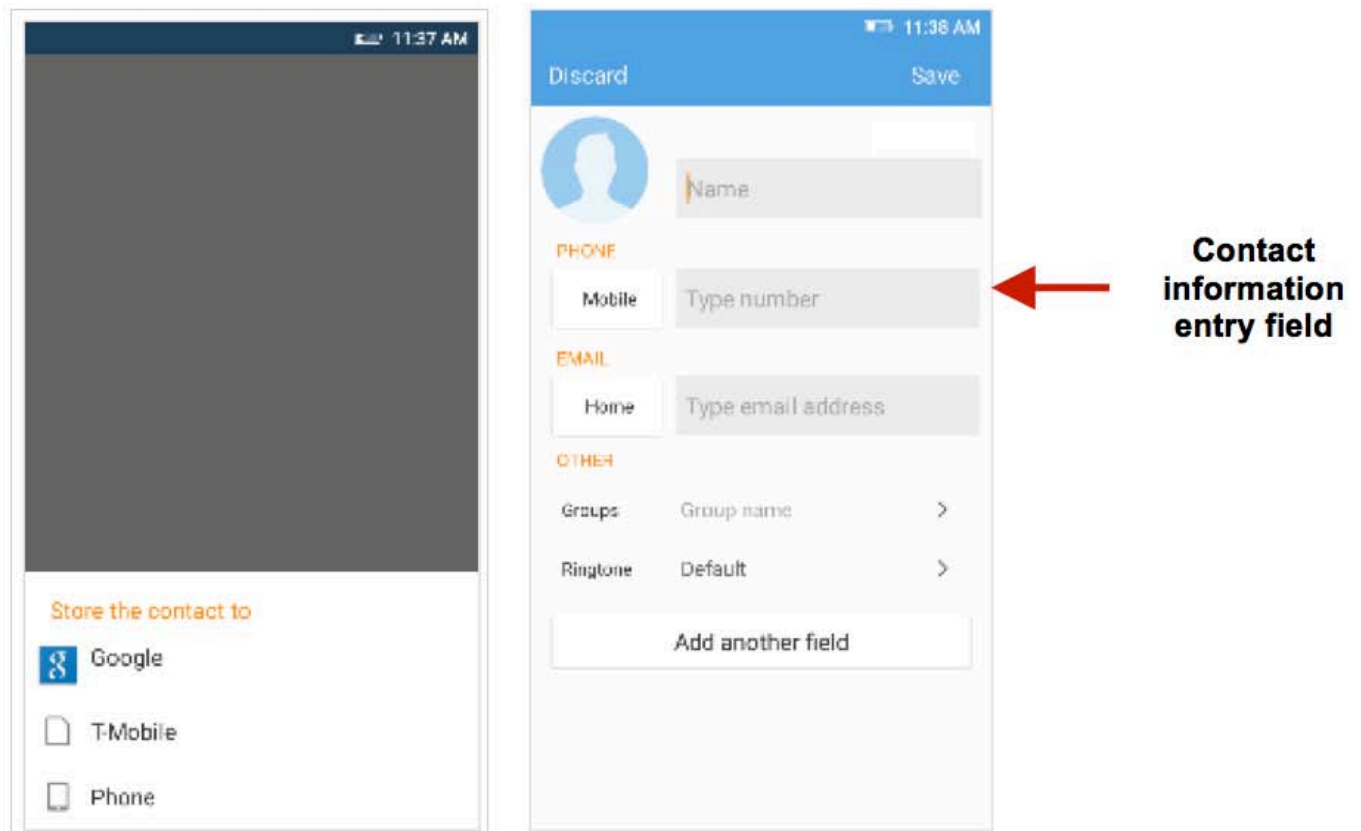 11:37 AM
Store the contact to
Google
T-Mobile
Phone
11:38 AM
Discard Save
Name
PHONE
Mobile Type number
EMAIL
Home Type email address
OTHER
Groups Group name
Ringtone Default
Add another field
Contact
information
entry field